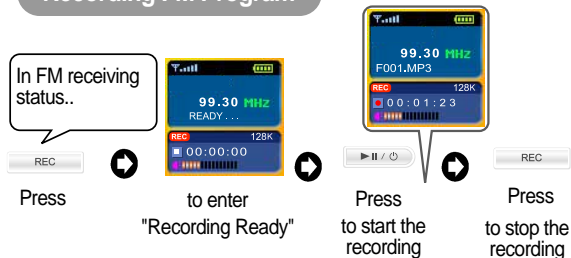 Recording FM Program
In FM receiving
status..
REC
Press
99.30 MHz
READY...
REC 128K
00:00:00
to enter
"Recording Ready"
99.30 MHz
F001.MP3
REC 128K
00:01:23
Press
to start the
recording
REC
Press
to stop the
recording